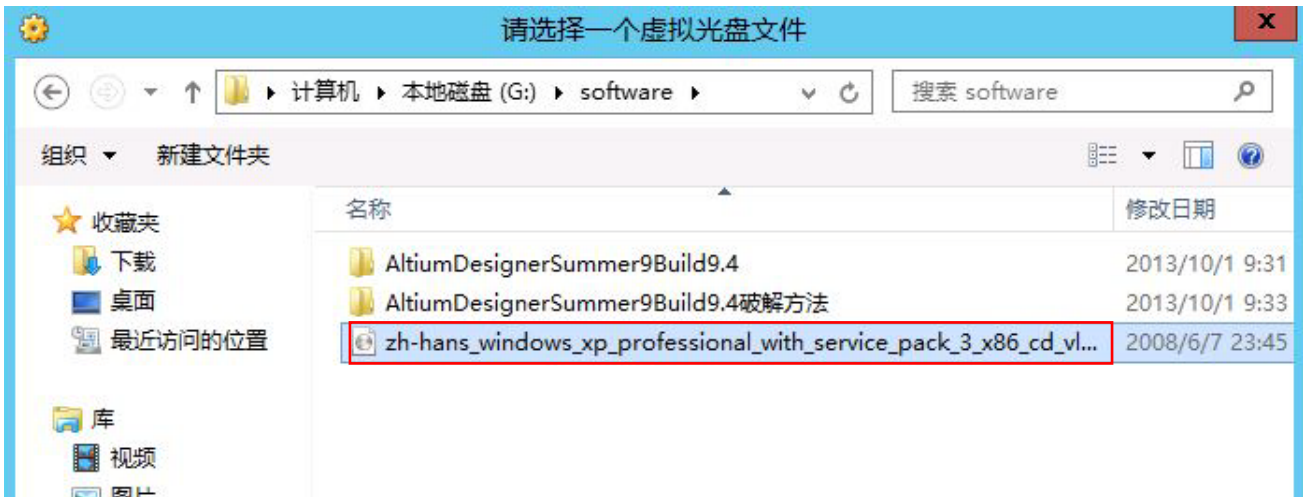 请选择一个虚拟光盘文件
x
计算机 本地磁盘 (G:) software
搜索 software
组织 新建文件夹
名称 修改日期
收藏夹
下载
桌面
最近访问的位置
库
视频
图片
AltiumDesignerSummer9Build9.4 2013/10/1 9:31
AltiumDesignerSummer9Build9.4破解方法 2013/10/1 9:33
zh-hans_windows_xp_professional_with_service_pack_3_x86_cd_vl... 2008/6/7 23:45